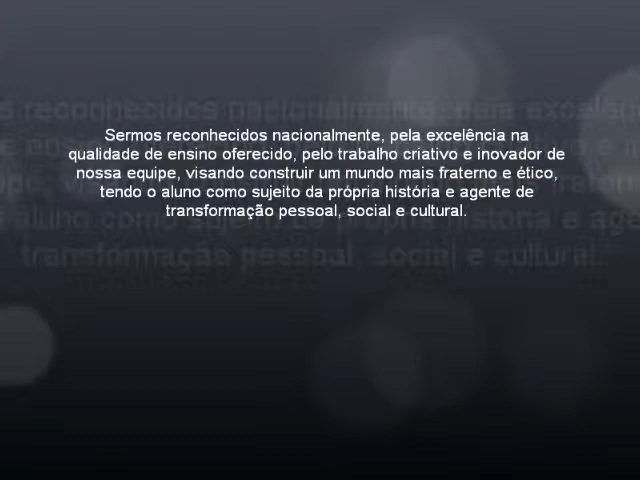 Sermos reconhecidos nacionalmente, pela excelência na
qualidade de ensino oferecido, pelo trabalho criativo e inovador de
nossa equipe, visando construir um mundo mais fraterno e ético,
tendo o aluno como sujeito da própria história e agente de
transformação pessoal, social e cultural.